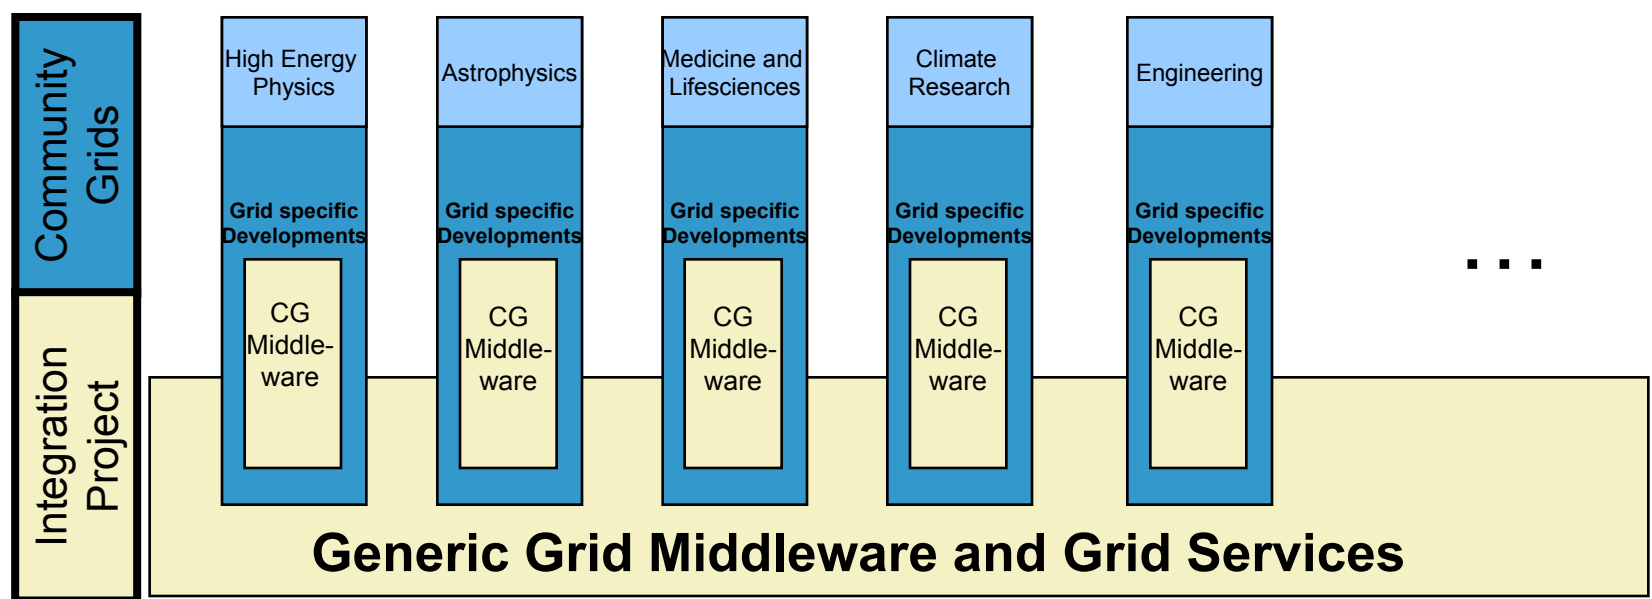 Community
Grids
Integration
Project
High Energy
Physics
Astrophysics
Medicine and
Lifesciences
Climate
Research
Engineering
Grid specific
Developments
Grid specific
Developments
Grid specific
Developments
Grid specific
Developments
Grid specific
Developments
CG
Middle-
ware
CG
Middle-
ware
CG
Middle-
ware
CG
Middle-
ware
CG
Middle-
ware
...
Generic Grid Middleware and Grid Services